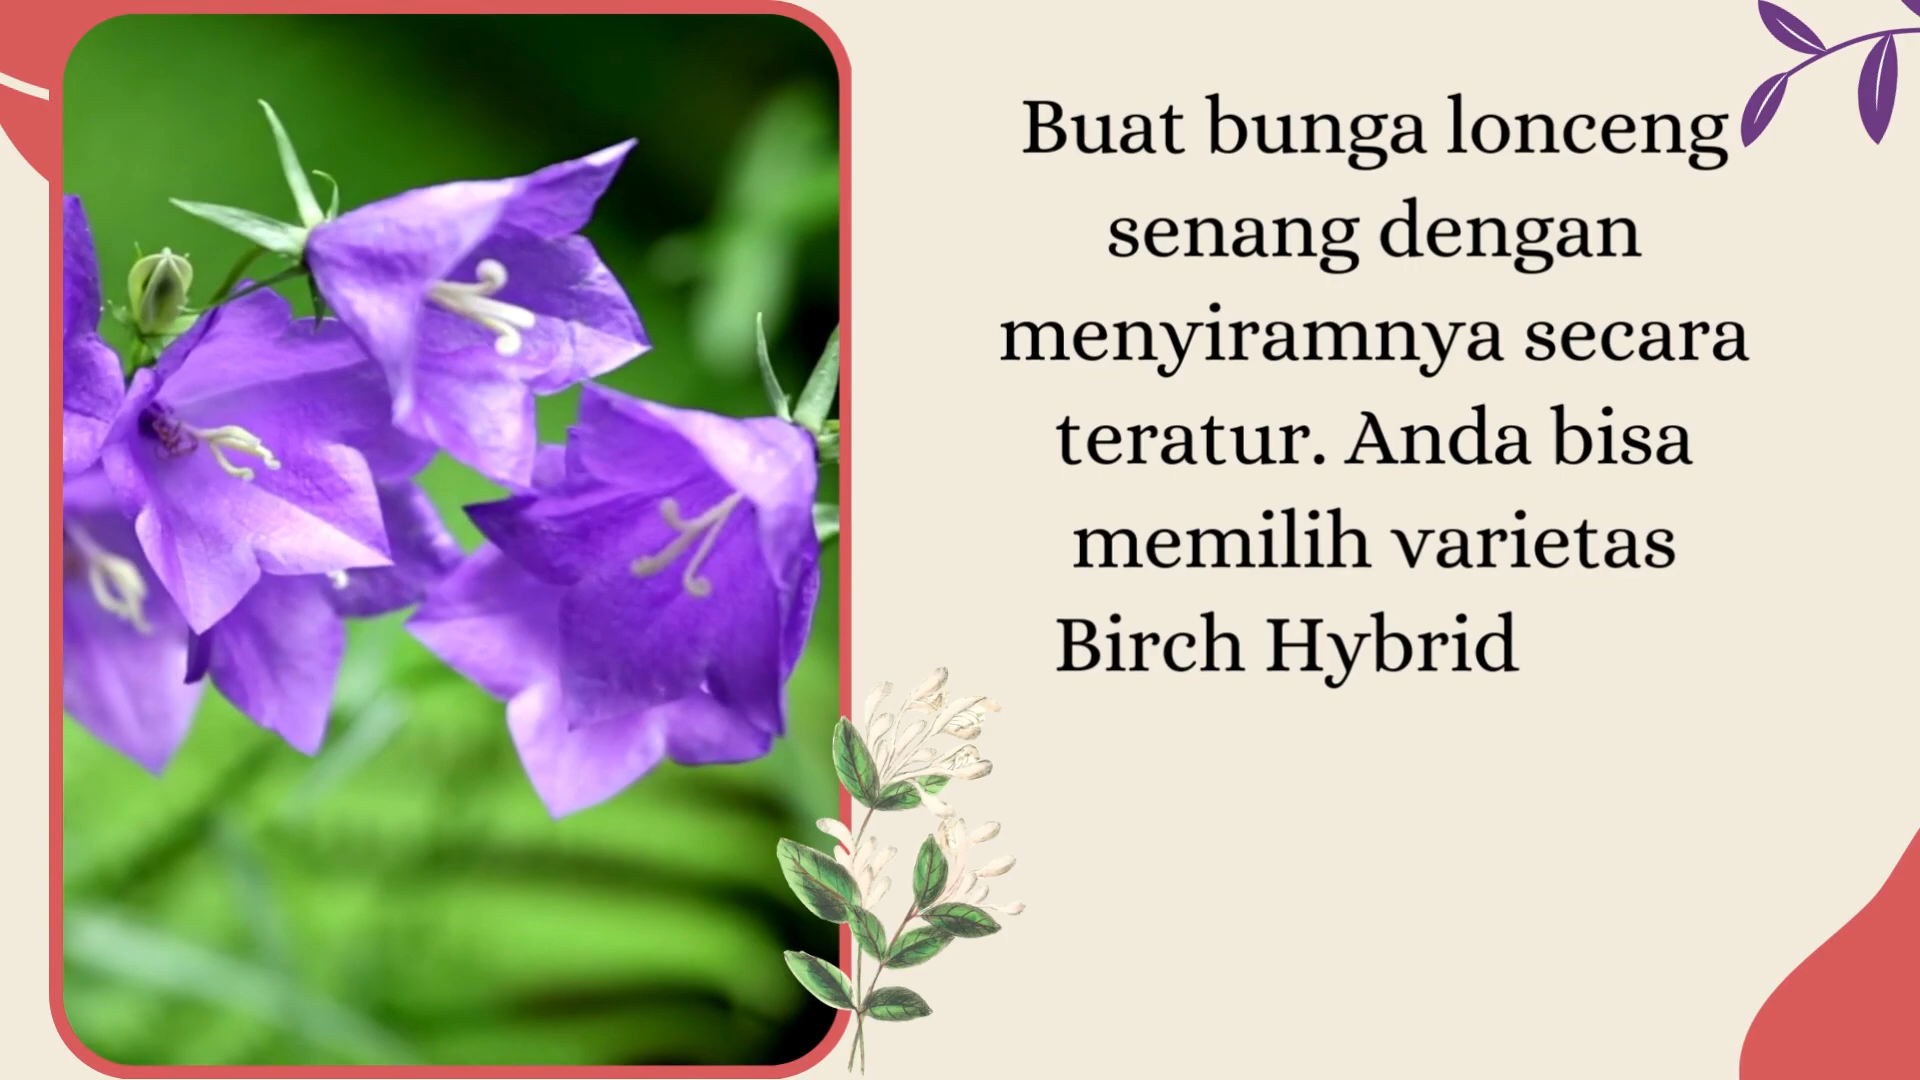 Buat bunga lonceng
senang dengan
menyiramnya secara
teratur. Anda bisa
memilih varietas
Birch Hybrid